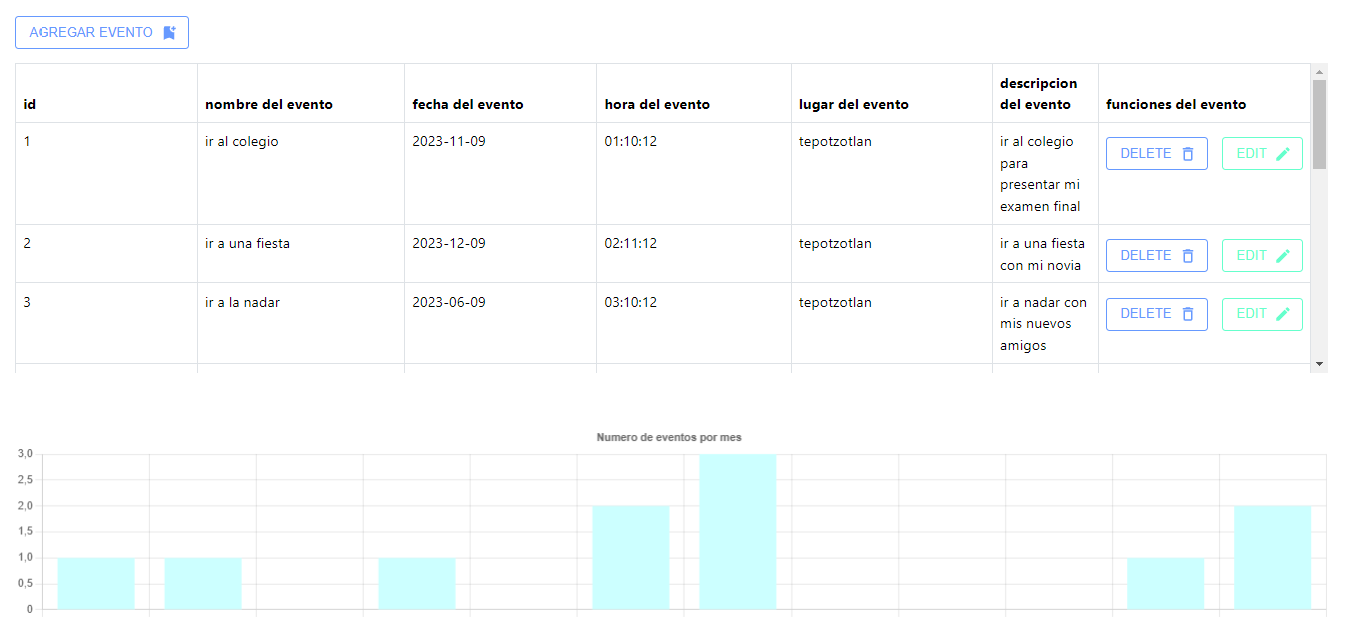 AGREGAR EVENTO
id nombre del evento fecha del evento hora del evento lugar del evento descripcion del evento funciones del evento
1 ir al colegio 2023-11-09 01:10:12 tepotzotlan ir al colegio DELETE EDIT
para
presentar mi
examen final
2 ir a una fiesta 2023-12-09 02:11:12 tepotzotlan ir a una fiesta DELETE EDIT
con mi novia
3 ir a la nadar 2023-06-09 03:10:12 tepotzotlan ir a nadar con DELETE EDIT
mis nuevos
amigos
Numero de eventos por mes
3,0
2,5
2,0
1,5
1,0
0,5
0